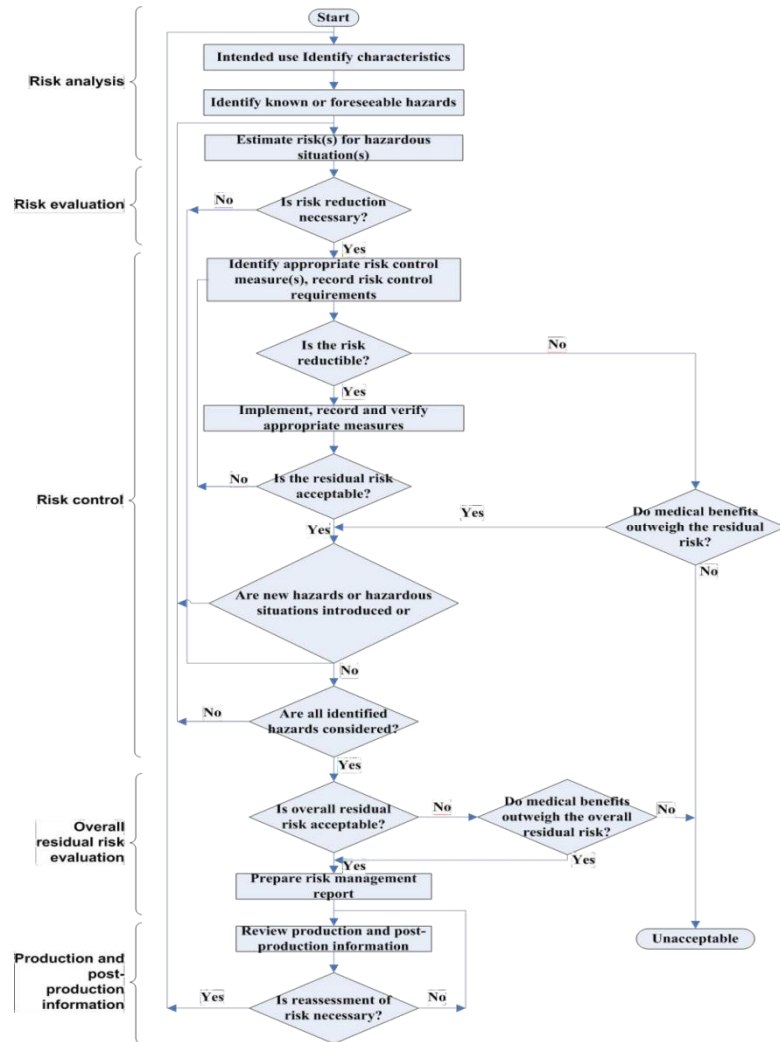 Start
Intended use Identify characteristics
Risk analysis
Identify known or foreseeable hazards
Estimate risk(s) for hazardous
situation(s)
Risk evaluation
No
Is risk reduction
necessary?
Yes
Identify appropriate risk control
measure(s), record risk control
requirements
Is the risk
reductible?
No
Yes
Implement, record and verify
appropriate measures
Risk control
No
Is the residual risk
acceptable?
Yes
Yes
Do medical benefits
outweigh the residual
risk?
No
Are new hazards or hazardous
situations introduced or
No
No
Are all identified
hazards considered?
Yes
Overall
residual risk
evaluation
Is overall residual
risk acceptable?
No
Do medical benefits
outweigh the overall
residual risk?
No
Yes
Yes
Prepare risk management
report
Unacceptable
Production and
post-
production
information
Review production and post-
production information
Yes
Is reassessment of
risk necessary?
No